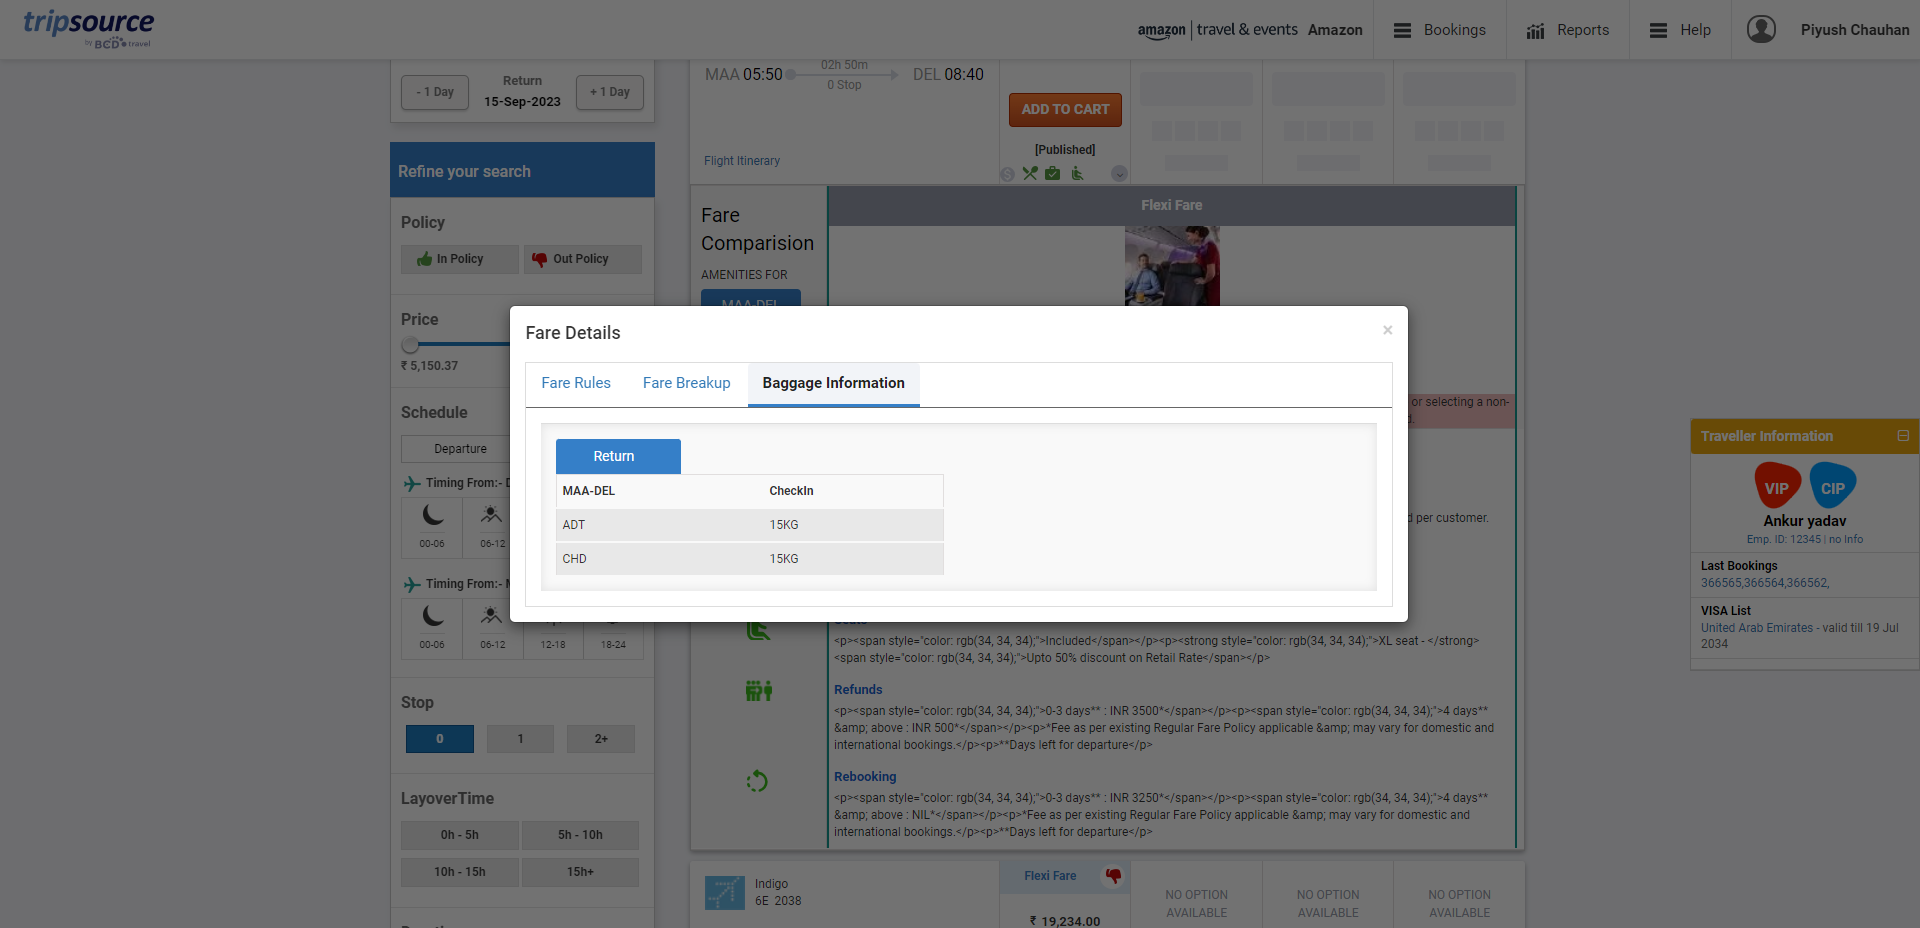 tripsource
by BCD travel
amazon | travel & events Amazon
Bookings
Reports
Help
Piyush Chauhan
- 1 Day
Return
15-Sep-2023
+ 1 Day
Refine your search
Policy
In Policy
Out Policy
Price
₹ 5,150.37
Schedule
Departure
Timing From:-
00-06
06-12
Timing From:-
00-06
06-12
12-18
18-24
Stop
0
1
2+
LayoverTime
0h - 5h
5h - 10h
10h - 15h
15h+
MAA 05:50
02h 50m
0 Stop
DEL 08:40
ADD TO CART
[Published]
Flight Itinerary
Fare
Comparision
AMENITIES FOR
MAA-DEL
Flexi Fare
or selecting a non-
d per customer.
Fare Details
×
Fare Rules
Fare Breakup
Baggage Information
Return
MAA-DEL CheckIn
ADT 15KG
CHD 15KG
<p><span style="color: rgb(34, 34, 34);">Included</span></p><p><strong style="color: rgb(34, 34, 34);">XL seat - </strong>
<span style="color: rgb(34, 34, 34);">Upto 50% discount on Retail Rate</span></p>
Refunds
<p><span style="color: rgb(34, 34, 34);">0-3 days** : INR 3500*</span></p><p><span style="color: rgb(34, 34, 34);">4 days**
&amp; above : INR 500*</span></p><p>*Fee as per existing Regular Fare Policy applicable &amp; may vary for domestic and
international bookings.</p><p>**Days left for departure</p>
Rebooking
<p><span style="color: rgb(34, 34, 34);">0-3 days** : INR 3250*</span></p><p><span style="color: rgb(34, 34, 34);">4 days**
&amp; above : NIL*</span></p><p>*Fee as per existing Regular Fare Policy applicable &amp; may vary for domestic and
international bookings.</p><p>**Days left for departure</p>
Indigo
6E 2038
Flexi Fare
₹ 19,234.00
NO OPTION
AVAILABLE
NO OPTION
AVAILABLE
NO OPTION
AVAILABLE
Traveller Information
VIP
CIP
Ankur yadav
Emp. ID: 12345 | no Info
Last Bookings
366565,366564,366562,
VISA List
United Arab Emirates - valid till 19 Jul
2034